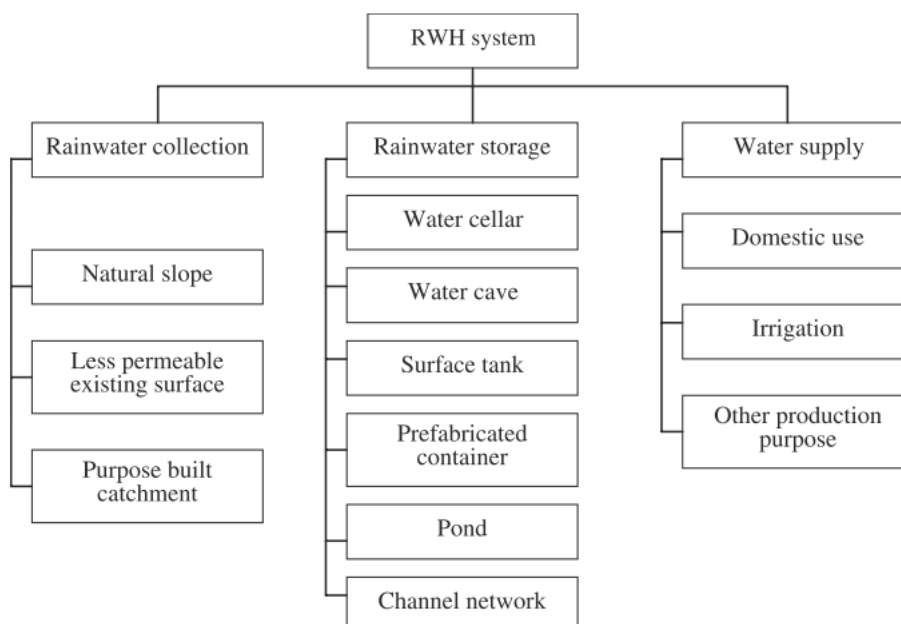 RWH system
Rainwater collection
Natural slope
Less permeable
existing surface
Purpose built
catchment
Rainwater storage
Water cellar
Water cave
Surface tank
Prefabricated
container
Pond
Channel network
Water supply
Domestic use
Irrigation
Other production
purpose